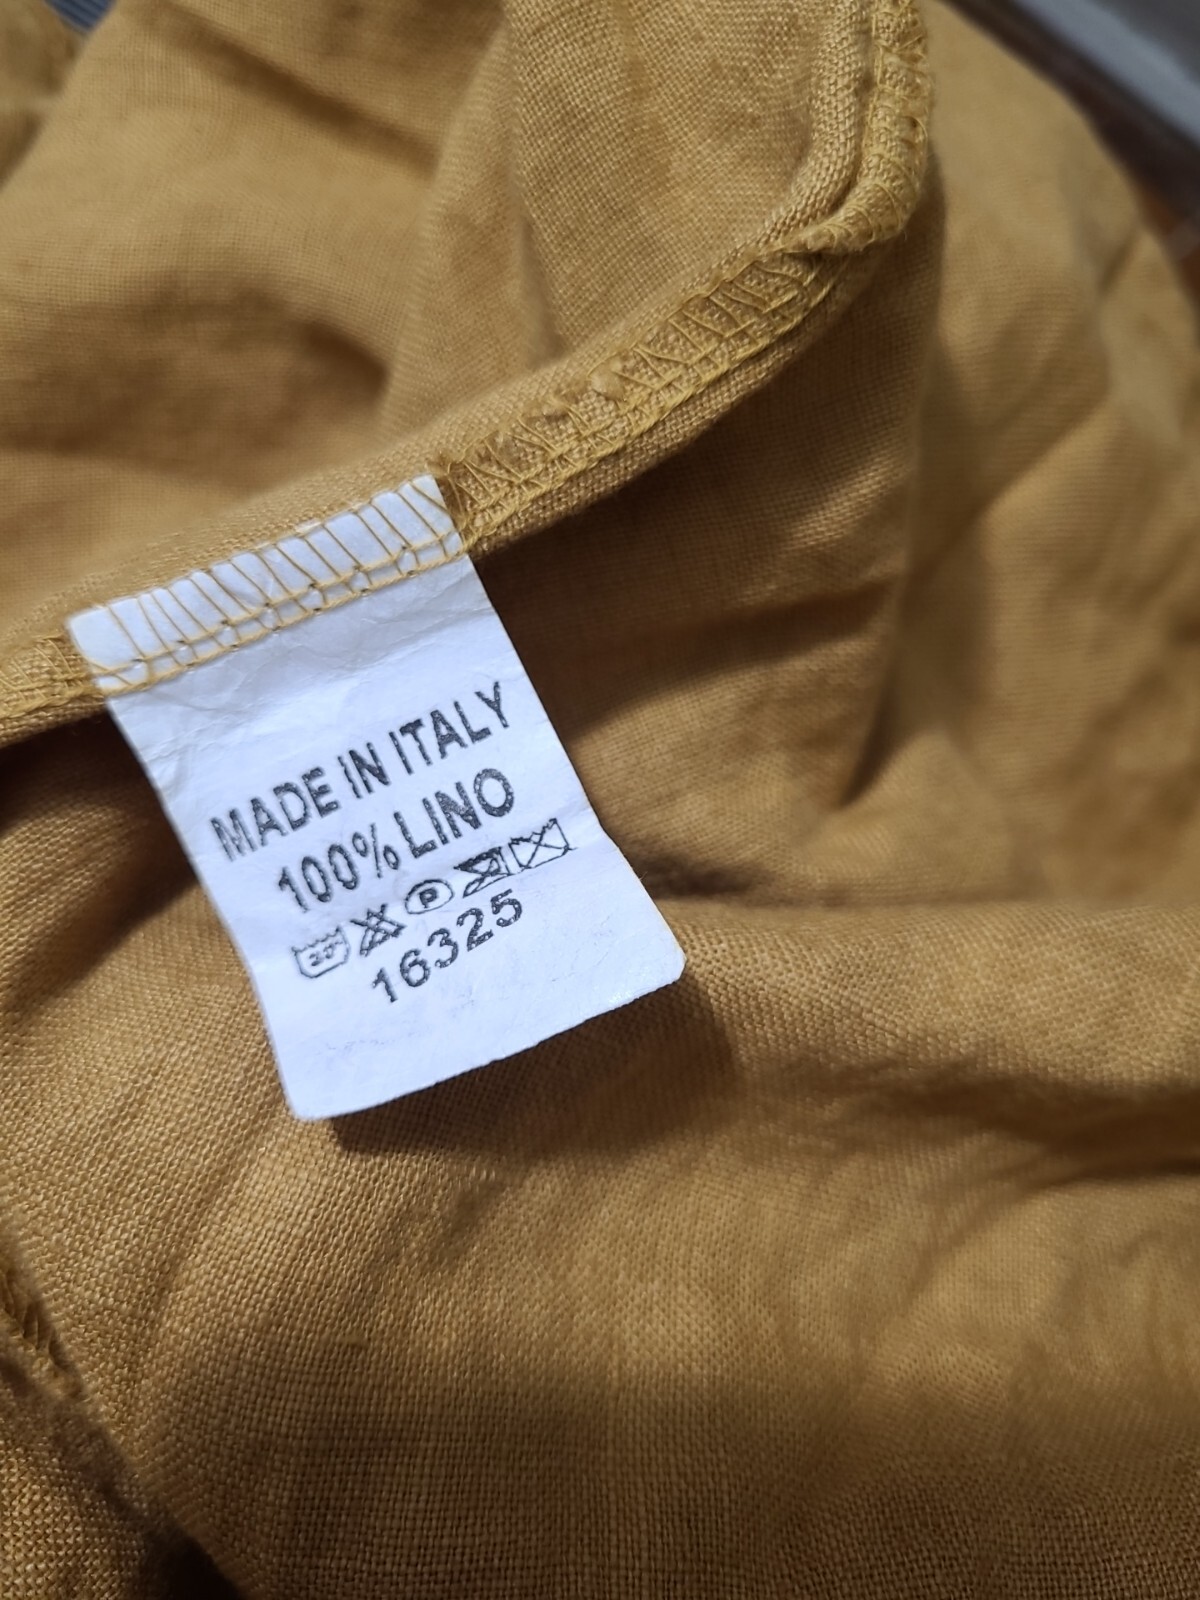 MADE IN ITALY
100% LINO
P
16325